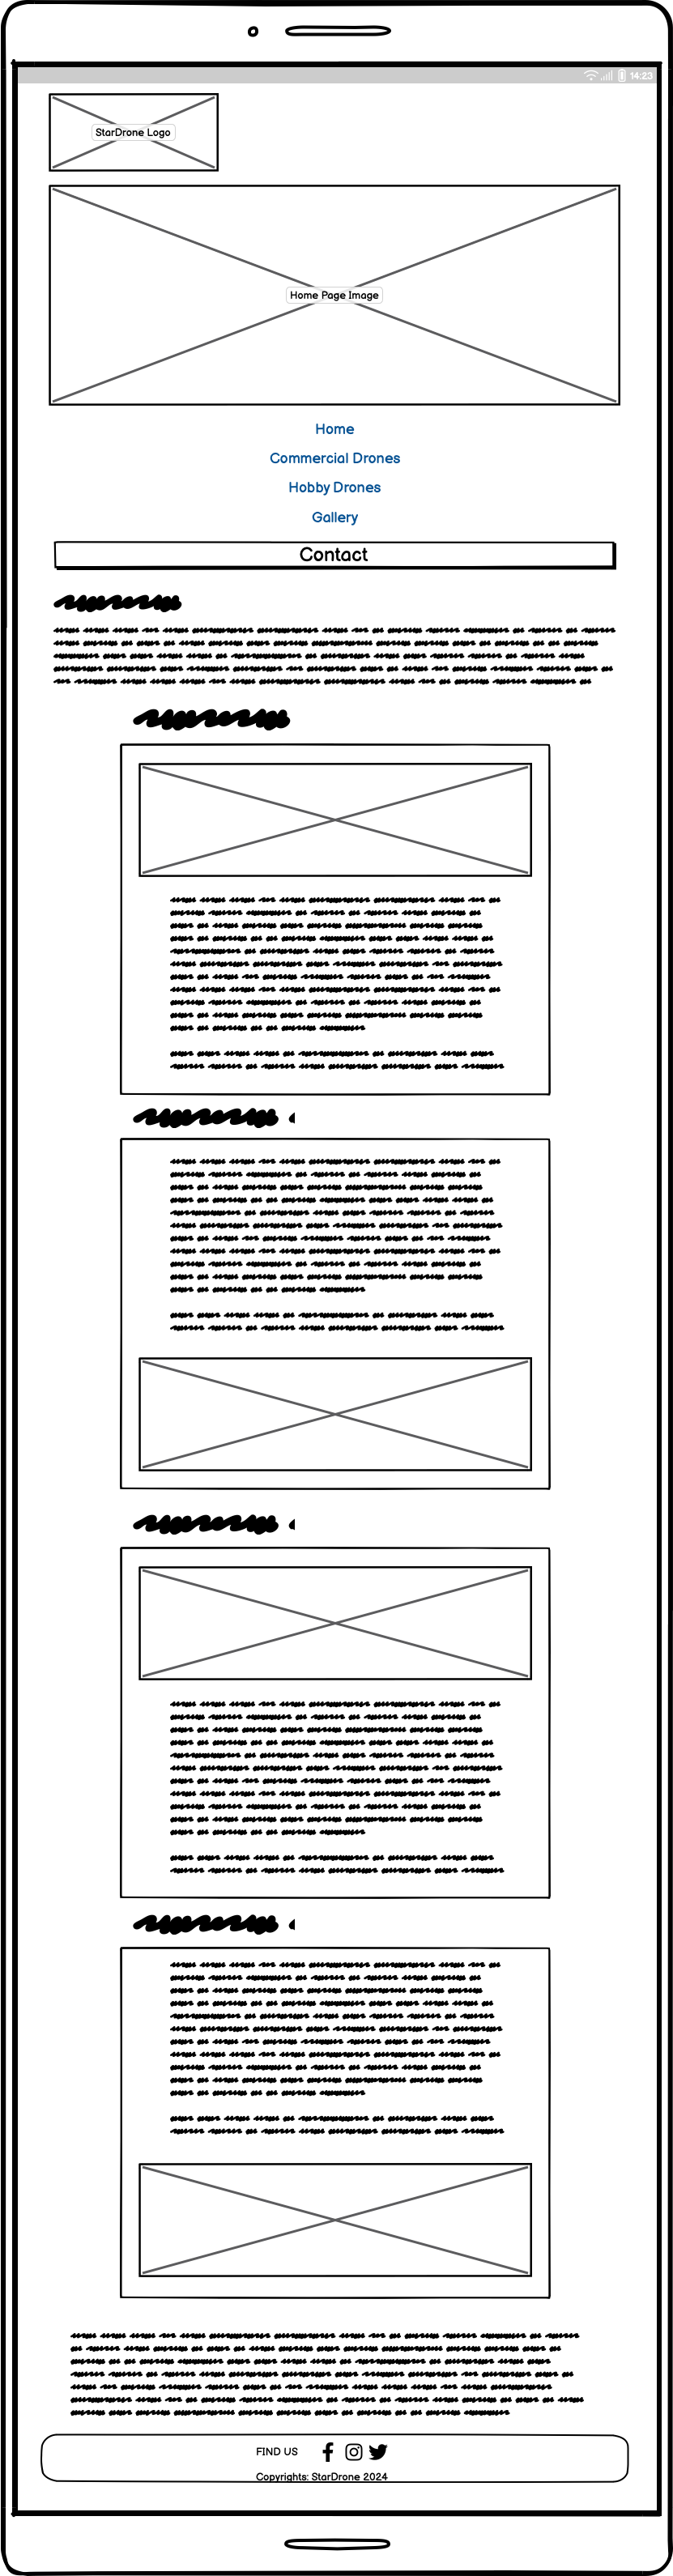 14:23
StarDrone Logo
Home Page Image
Home
Commercial Drones
Hobby Drones
Gallery
Contact
FIND US
Copyrights: StarDrone 2024